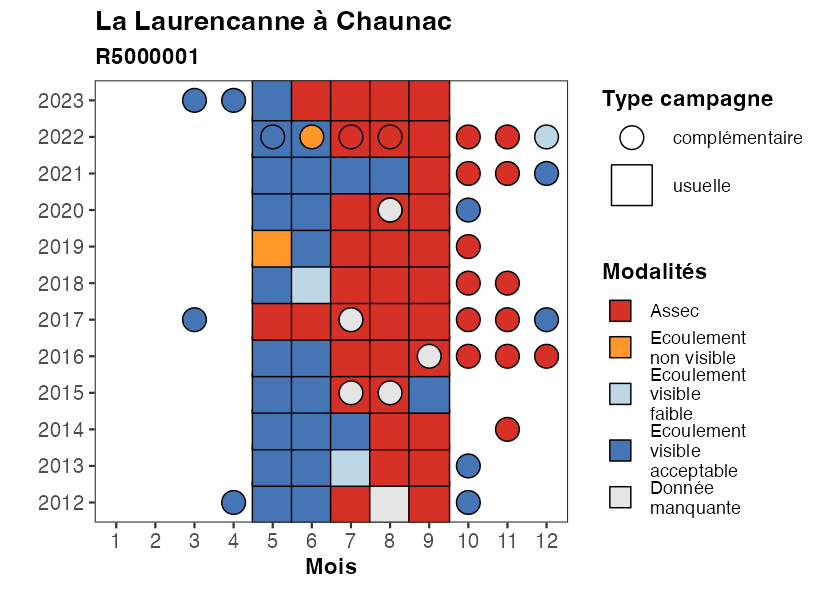 La Laurencanne à Chaunac
R5000001
2023
2022
2021
2020
2019
2018
2017
2016
2015
2014
2013
2012
1 2 3 4 5 6 7 8 9 10 11 12
Mois
Type campagne
complémentaire
usuelle
Modalités
Assec
Ecoulement
non visible
Ecoulement
visible
faible
Ecoulement
visible
acceptable
Donnée
manquante